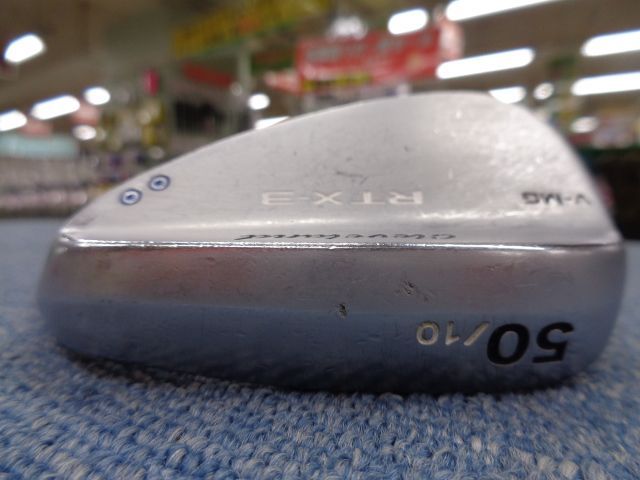 V-MG
RTX-3
Cleveland
50/10